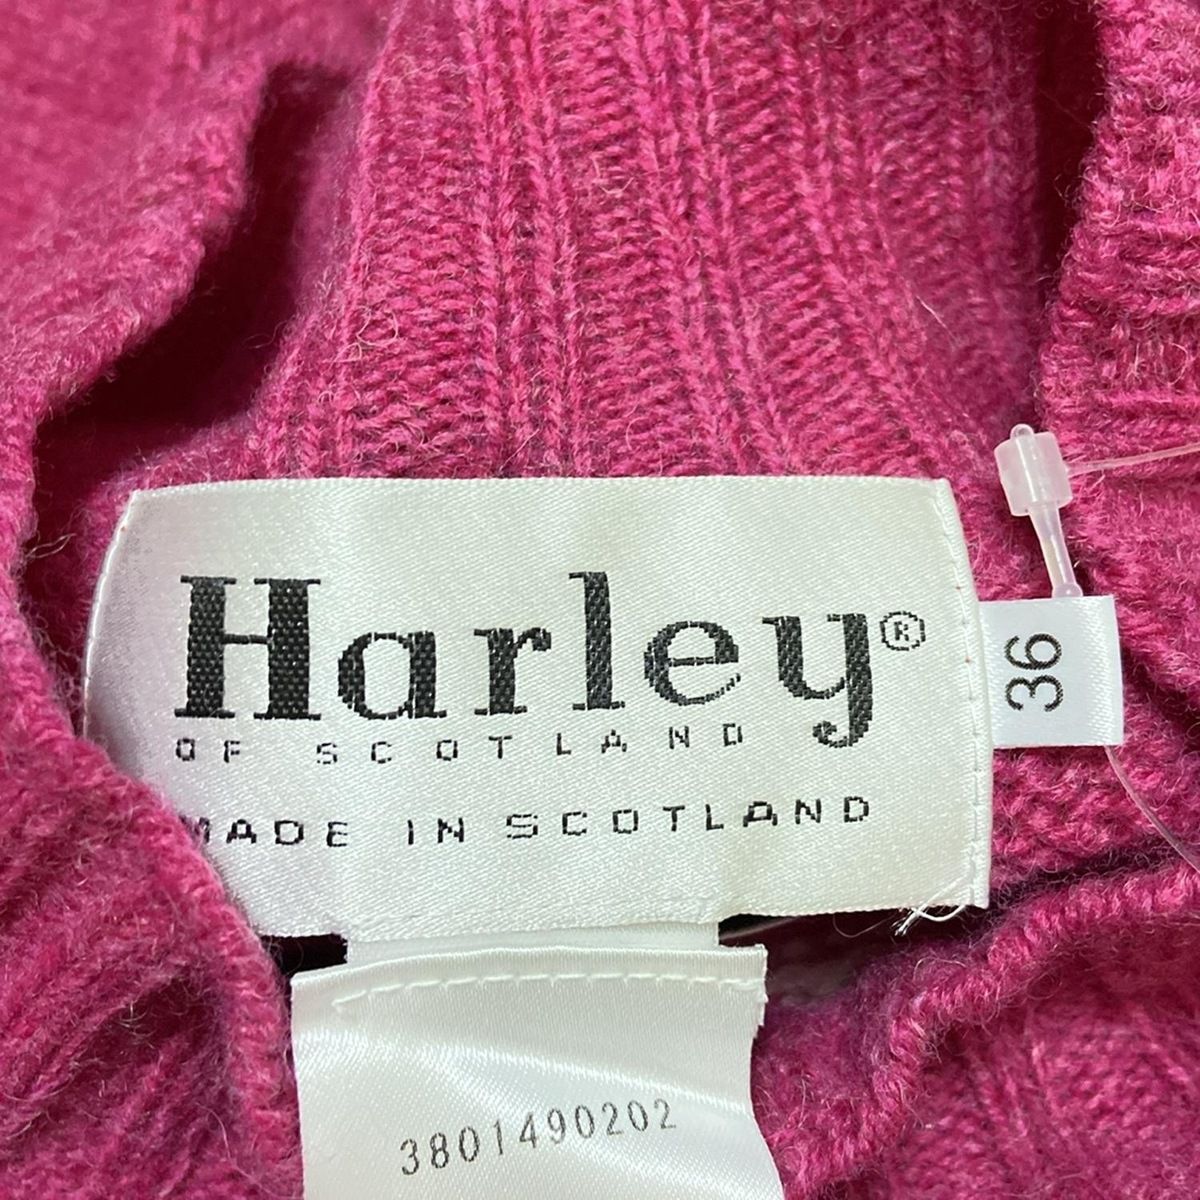 Harley®
OF SCOTLAND
MADE IN SCOTLAND
36
3801490202